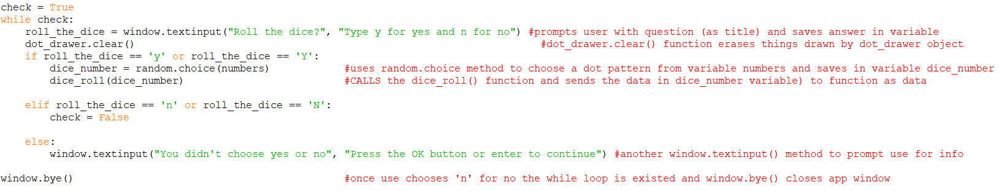 check = True
while check:
    roll_the_dice = window.textinput("Roll the dice?", "Type y for yes and n for no") #prompts user with question (as title) and saves answer in variable
    dot_drawer.clear()                                                                  #dot_drawer.clear() function erases things drawn by dot_drawer object
    if roll_the_dice == 'y' or roll_the_dice == 'Y':
        dice_number = random.choice(numbers)            #uses random.choice method to choose a dot pattern from variable numbers and saves in variable dice_number
        dice_roll(dice_number)                          #CALLS the dice_roll() function and sends the data in dice_number variable) to function as data
    elif roll_the_dice == 'n' or roll_the_dice == 'N':
        check = False
    else:
        window.textinput("You didn't choose yes or no", "Press the OK button or enter to continue") #another window.textinput() method to prompt use for info
window.bye()                                            #once use chooses 'n' for no the while loop is existed and window.bye() closes app window